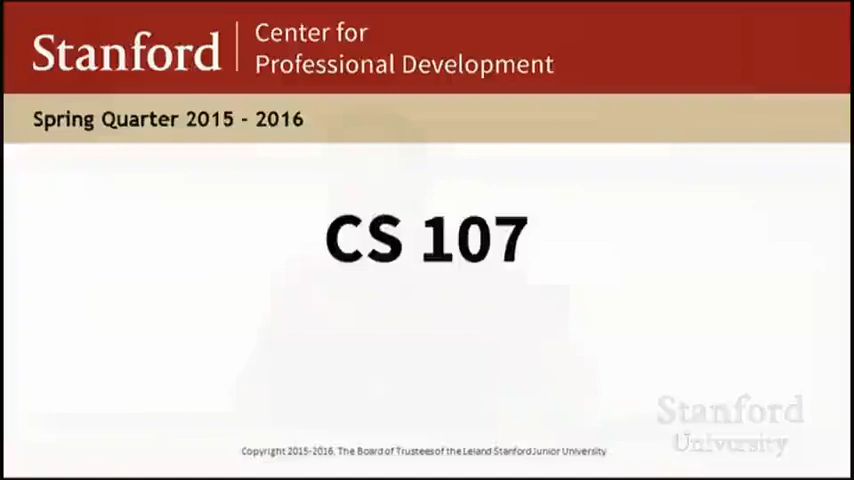 Stanford
Center for
Professional Development
Spring Quarter 2015 - 2016
CS 107
Stanford
University
Copyright 2015-2016. The Board of Trustees of the Leland Stanford Junior University